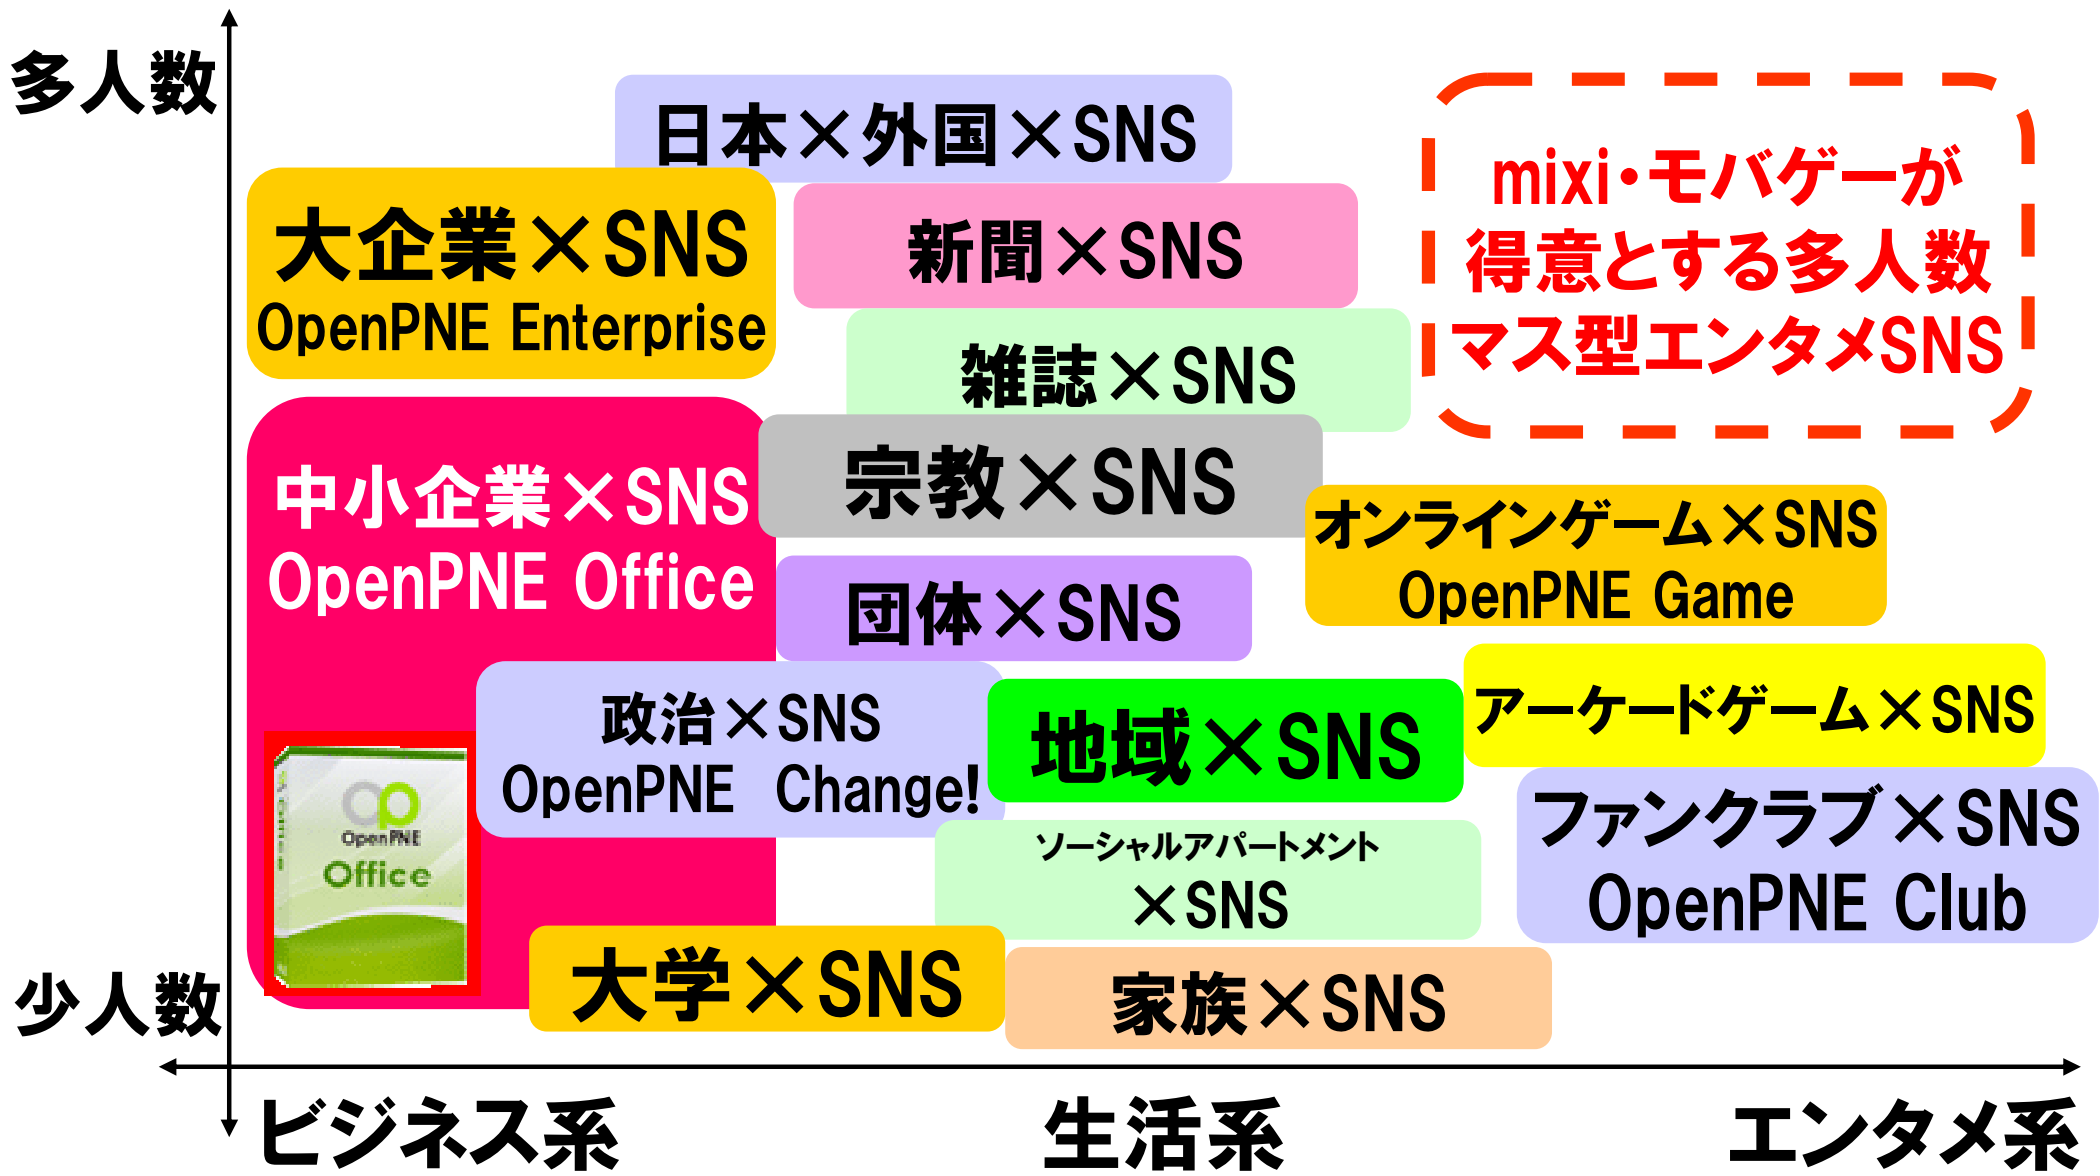 多人数
日本×外国×SNS
大企業×SNS
OpenPNE Enterprise
新聞×SNS
mixi・モバゲーが
得意とする多人数
マス型エンタメSNS
雑誌×SNS
宗教×SNS
中小企業×SNS
OpenPNE Office
オンラインゲーム×SNS
OpenPNE Game
団体×SNS
政治×SNS
OpenPNE Change!
地域×SNS
アーケードゲーム×SNS
OpenPNE
Office
ソーシャルアパートメント
×SNS
ファンクラブ×SNS
OpenPNE Club
大学×SNS
家族×SNS
少人数
ビジネス系
生活系
エンタメ系